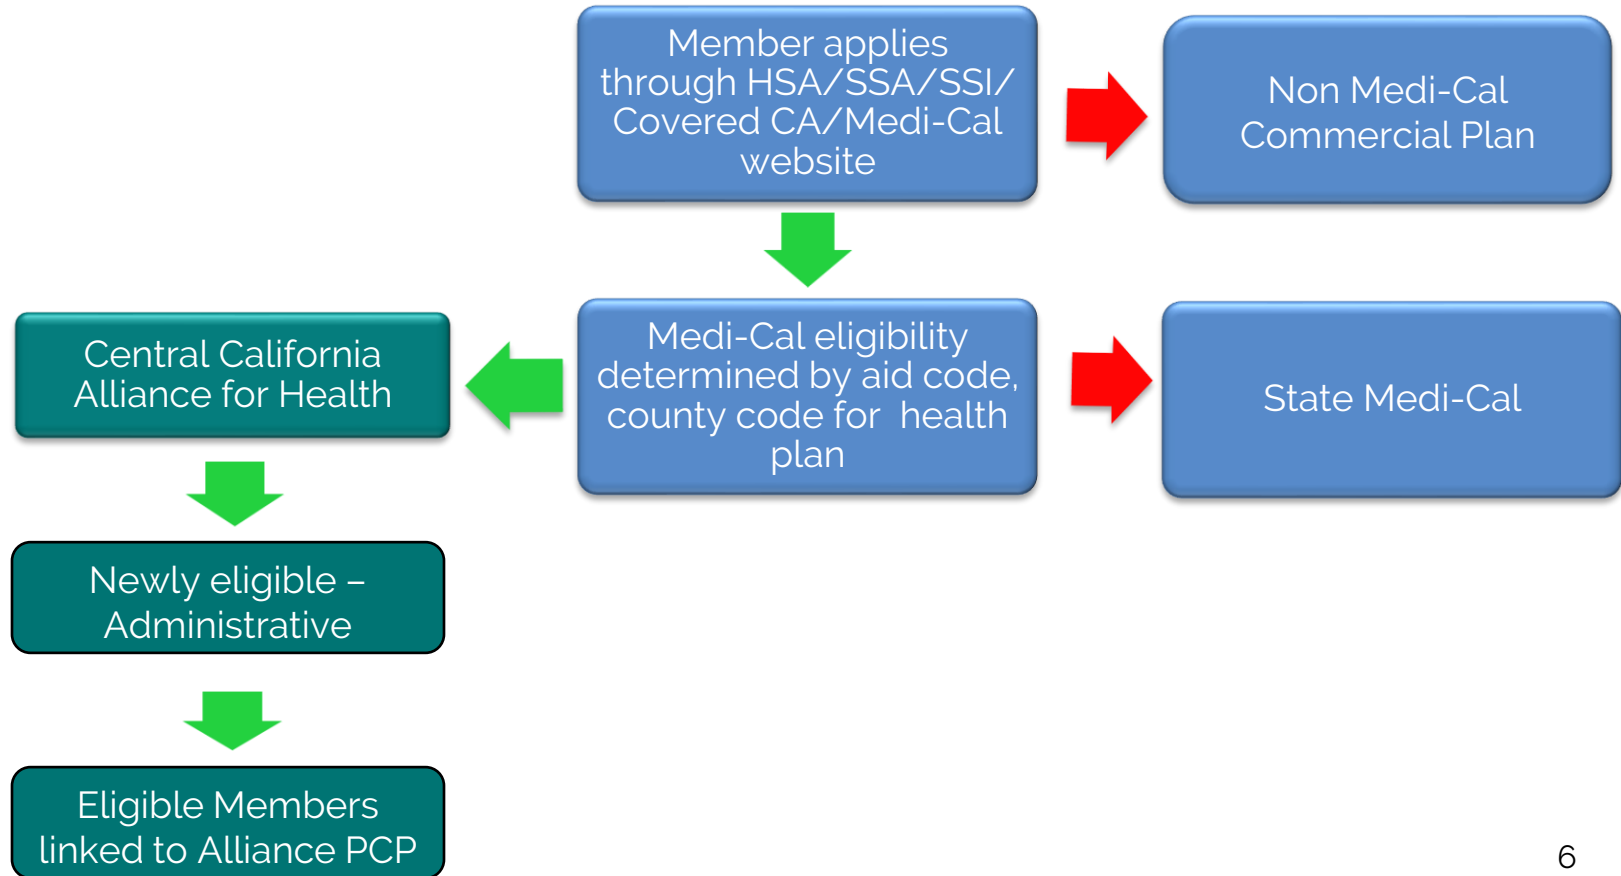 Member applies
through HSA/SSA/SSI/
Covered CA/Medi-Cal
website
Non Medi-Cal
Commercial Plan
Central California
Alliance for Health
Medi-Cal eligibility
determined by aid code,
county code for  health
plan
State Medi-Cal
Newly eligible –
Administrative
Eligible Members
linked to Alliance PCP
6